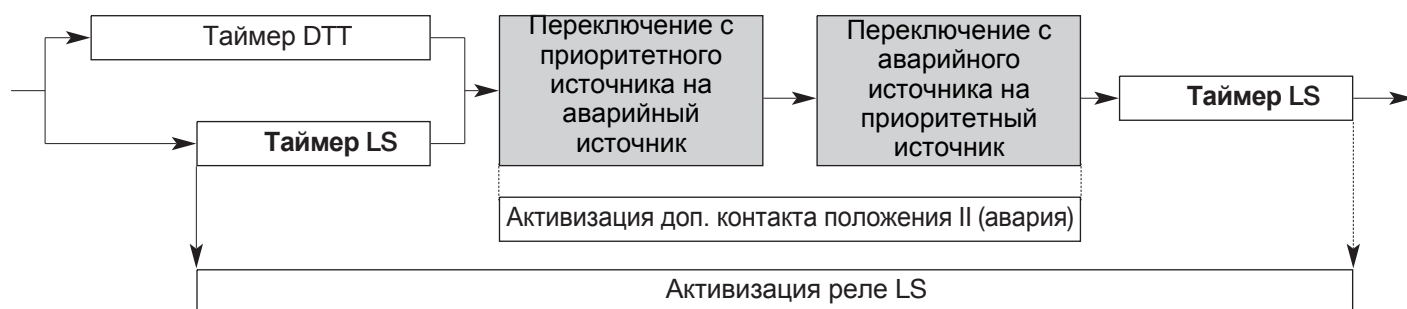 Таймер DTT
Таймер LS
Переключение с
приоритетного
источника на
аварийный
источник
Переключение с
аварийного
источника на
приоритетный
источник
Таймер LS
Активизация доп. контакта положения II (авария)
Активизация реле LS